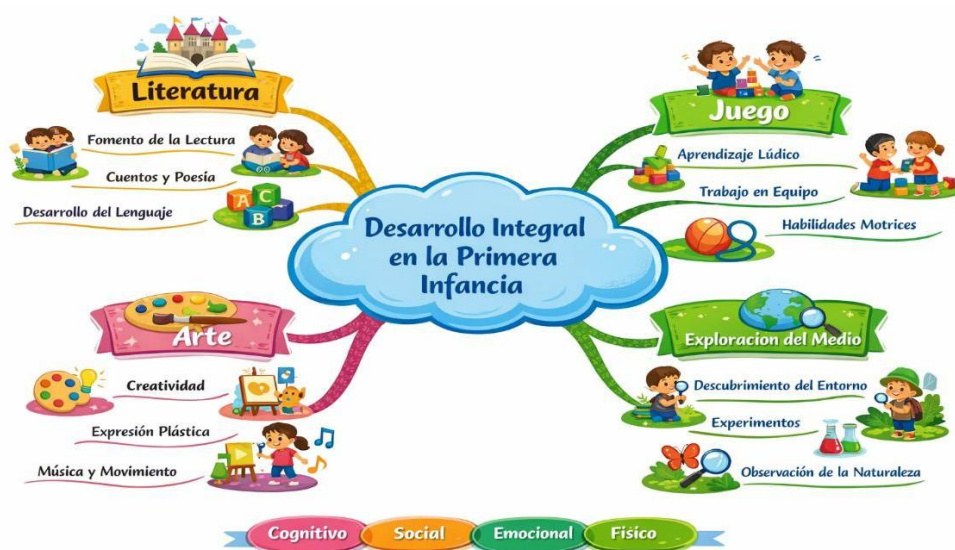 Literatura
Fomento de la Lectura
Cuentos y Poesia
Desarrollo del Lenguaje
A C
B
Juego
Aprendizaje Lúdico
Trabajo en Equipo
Habilidades Motrices
Desarrollo Integral
en la Primera
Infancia
Arte
Creatividad
Expresión Plástica
Música y Movimiento
Exploracion del Medio
Descubrimiento del Entorno
Experimentos
Observación de la Naturaleza
Cognitivo Social Emocional Físico